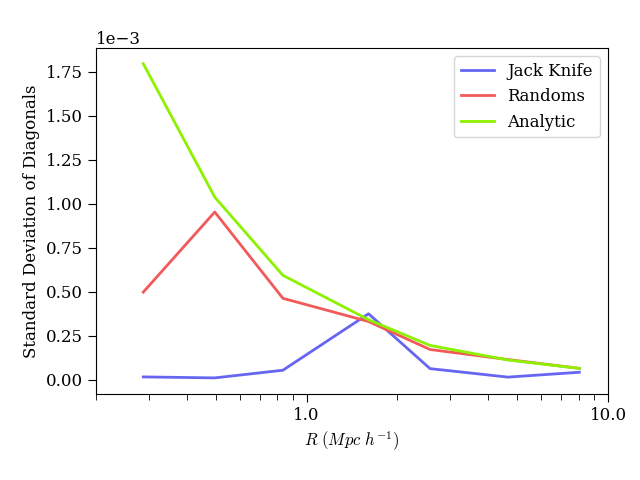 1e−3
1.75
1.50
1.25
1.00
0.75
0.50
0.25
0.00
Standard Deviation of Diagonals
Jack Knife
Randoms
Analytic
1.0
10.0
R (Mpc h⁻¹)